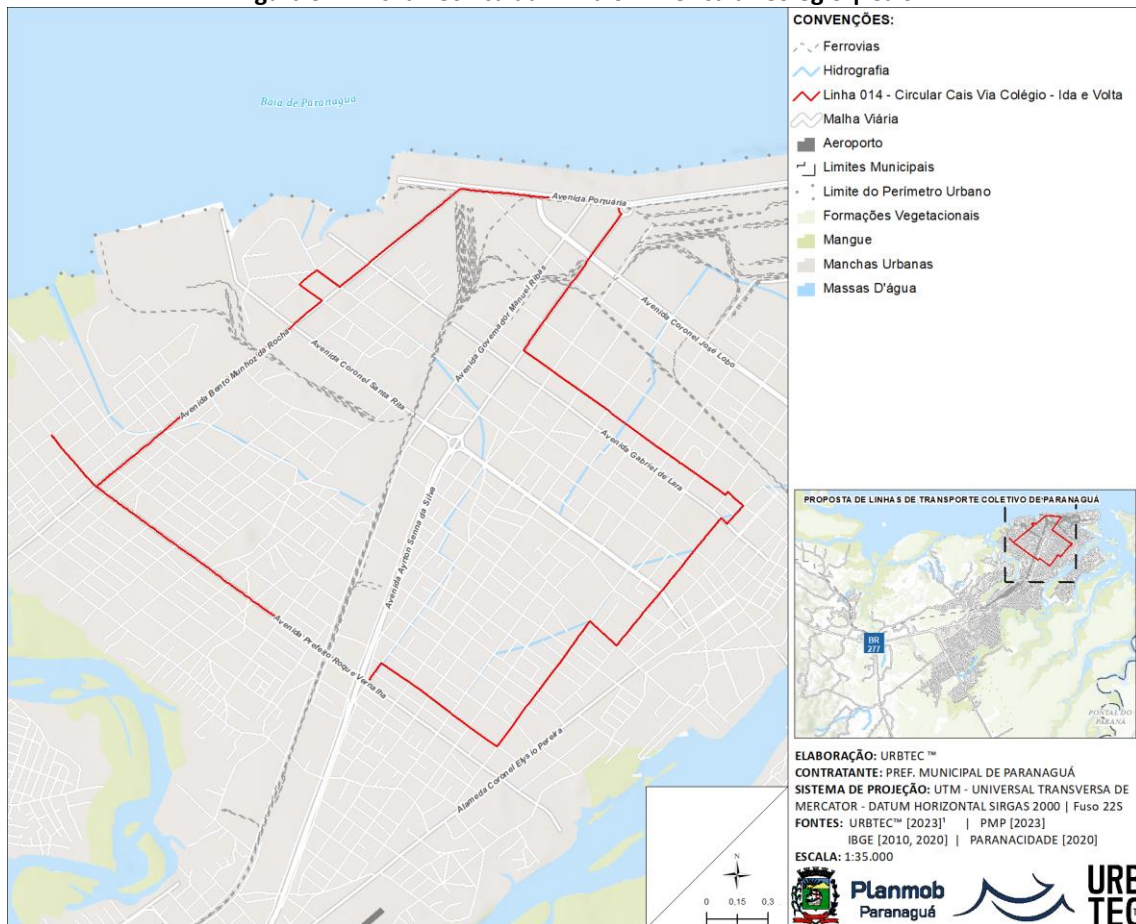 CONVENÇÕES:
Ferrovias
Hidrografia
Linha 014 - Circular Cais Via Colégio - Ida e Volta
Malha Viária
Aeroporto
Limites Municipais
Limite do Perímetro Urbano
Formações Vegetacionais
Mangue
Manchas Urbanas
Massas D'água
Baía de Paranaguá
Avenida Portuária
Avenida Governador Manuel Ribas
Avenida Coronel José Lobo
Avenida Bento Munhoz da Rocha
Avenida Coronel Santa Rita
Avenida Gabriel de Lara
Avenida Ayrton Senna da Silva
Avenida Prefeito Roque Vernalha
Alameda Coronel Elysio Pereira
PROPOSTA DE LINHAS DE TRANSPORTE COLETIVO DE PARANAGUÁ
BR
277
PONTAL DO
PARANÁ
ELABORAÇÃO: URBTEC ™
CONTRATANTE: PREF. MUNICIPAL DE PARANAGUÁ
SISTEMA DE PROJEÇÃO: UTM - UNIVERSAL TRANSVERSA DE
MERCATOR - DATUM HORIZONTAL SIRGAS 2000 | Fuso 22S
FONTES: URBTEC™ [2023]¹ | PMP [2023]
IBGE [2010, 2020] | PARANACIDADE [2020]
ESCALA: 1:35.000
N
0 0,15 0,3
Planmob
Paranaguá
URB
TEC